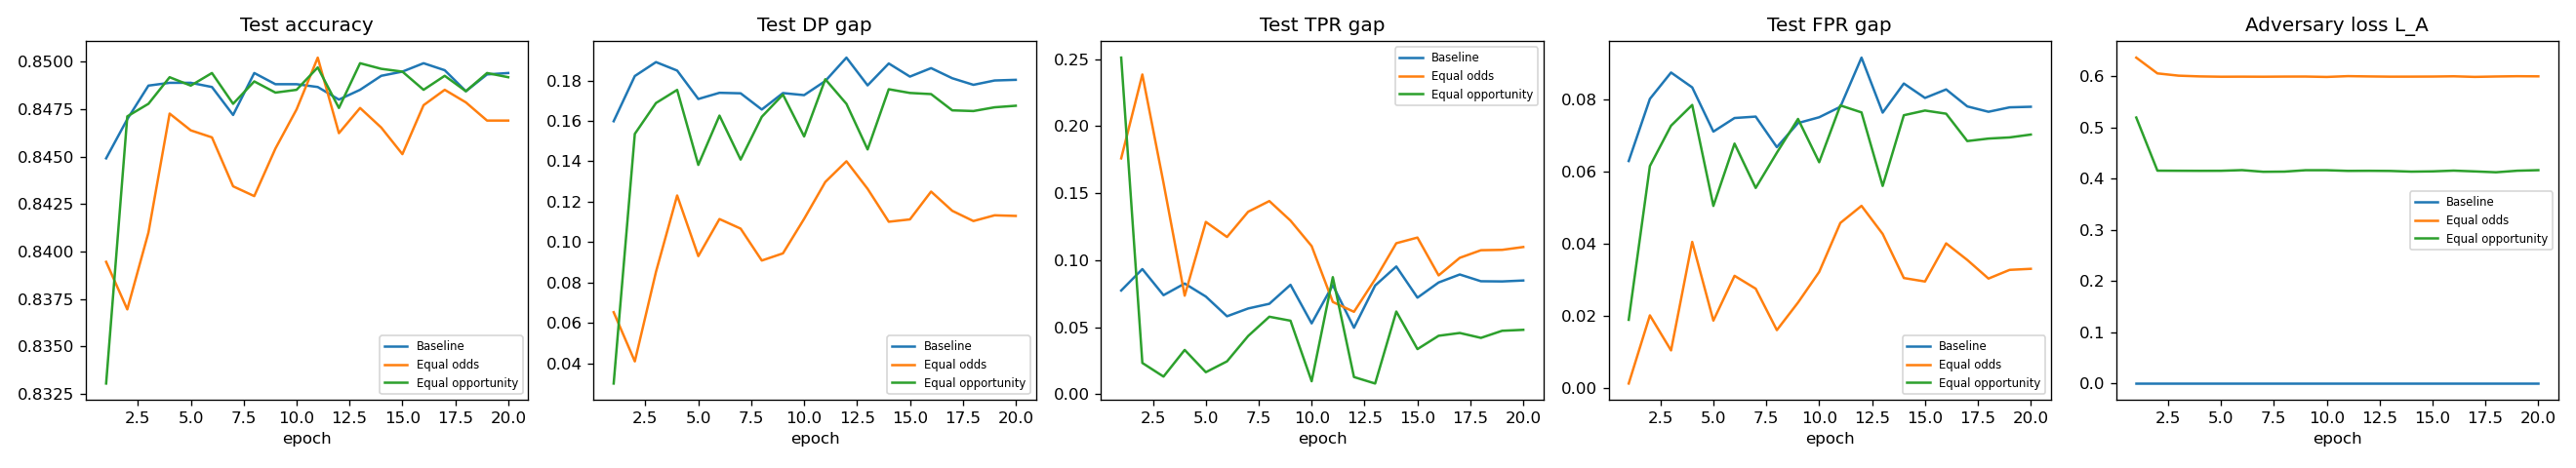 Test accuracy
0.8500
0.8475
0.8450
0.8425
0.8400
0.8375
0.8350
0.8325
Baseline
Equal odds
Equal opportunity
2.5 5.0 7.5 10.0 12.5 15.0 17.5 20.0
epoch
Test DP gap
0.18
0.16
0.14
0.12
0.10
0.08
0.06
0.04
Baseline
Equal odds
Equal opportunity
2.5 5.0 7.5 10.0 12.5 15.0 17.5 20.0
epoch
Test TPR gap
0.25
0.20
0.15
0.10
0.05
0.00
Baseline
Equal odds
Equal opportunity
2.5 5.0 7.5 10.0 12.5 15.0 17.5 20.0
epoch
Test FPR gap
0.08
0.06
0.04
0.02
0.00
Baseline
Equal odds
Equal opportunity
2.5 5.0 7.5 10.0 12.5 15.0 17.5 20.0
epoch
Adversary loss L_A
0.6
0.5
0.4
0.3
0.2
0.1
0.0
Baseline
Equal odds
Equal opportunity
2.5 5.0 7.5 10.0 12.5 15.0 17.5 20.0
epoch